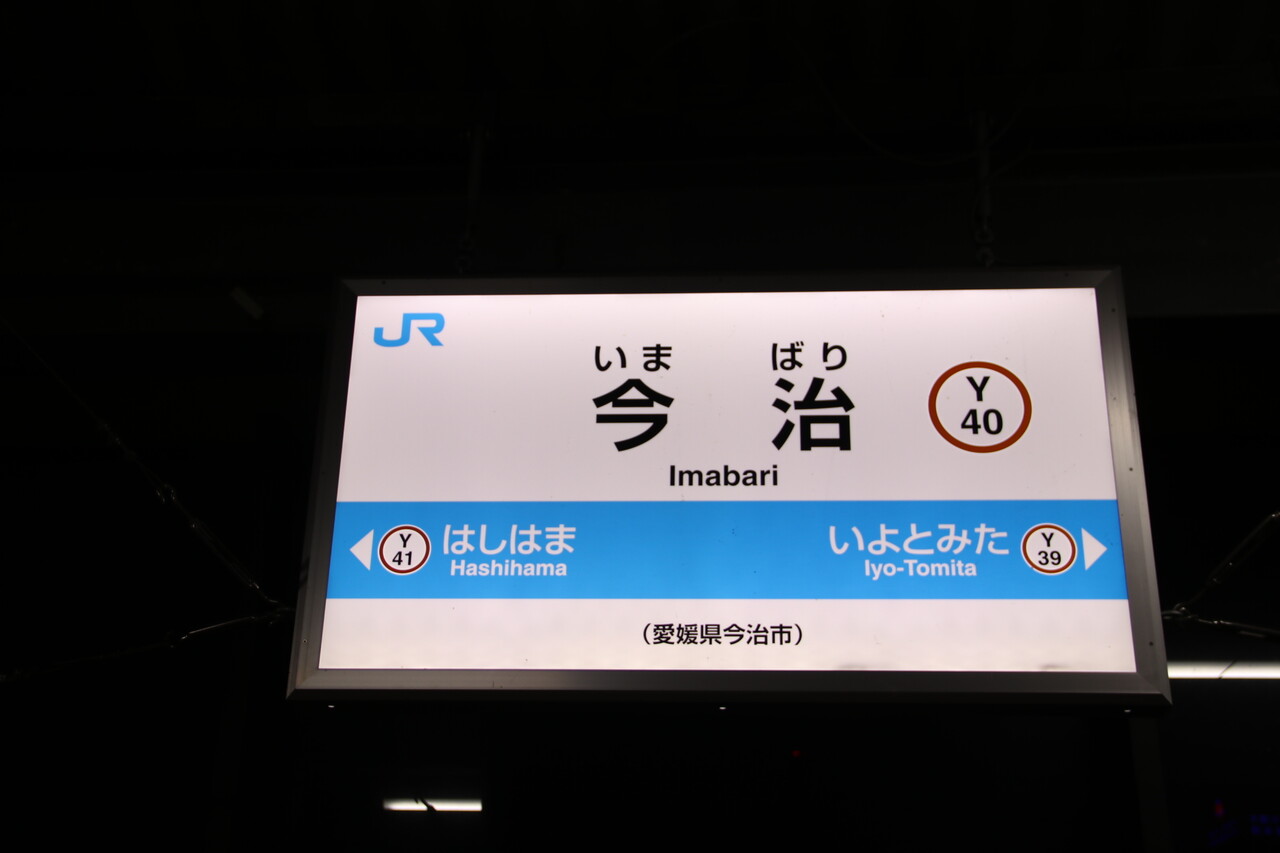 JR
いま ばり
今 治
Imabari
Y
40
Y
41
はしはま
Hashihama
いよとみた
Iyo-Tomita
Y
39
（愛媛県今治市）